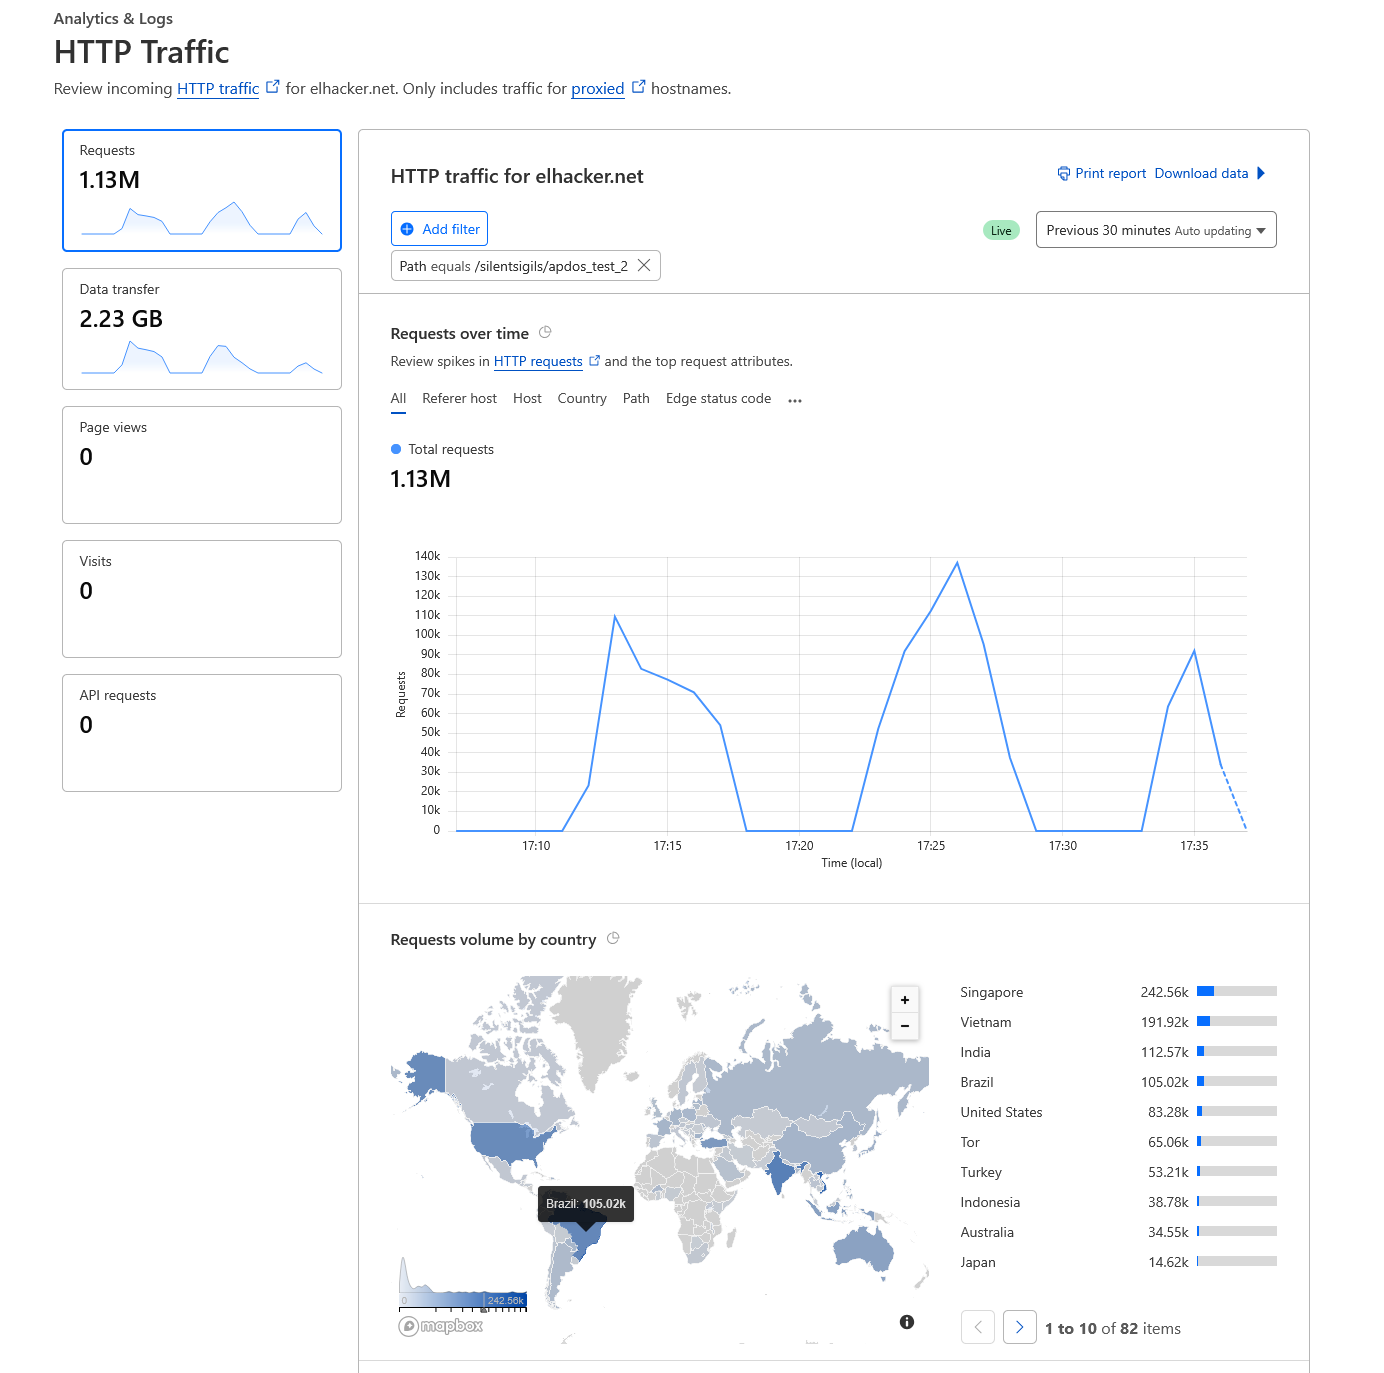 Analytics & Logs
HTTP Traffic
Review incoming HTTP traffic for elhacker.net. Only includes traffic for proxied hostnames.
Requests
1.13M
Data transfer
2.23 GB
Page views
0
Visits
0
API requests
0
HTTP traffic for elhacker.net
Print report Download data
Add filter
Live
Previous 30 minutes Auto updating
Path equals /silentsigils/apdos_test_2
Requests over time
Review spikes in HTTP requests and the top request attributes.
All Referer host Host Country Path Edge status code ...
Total requests
1.13M
140k
130k
120k
110k
100k
90k
80k
70k
60k
50k
40k
30k
20k
10k
0
Requests
17:10 17:15 17:20 17:25 17:30 17:35
Time (local)
Requests volume by country
+
−
Brazil: 105.02k
0 242.56k
mapbox
Singapore 242.56k
Vietnam 191.92k
India 112.57k
Brazil 105.02k
United States 83.28k
Tor 65.06k
Turkey 53.21k
Indonesia 38.78k
Australia 34.55k
Japan 14.62k
1 to 10 of 82 items